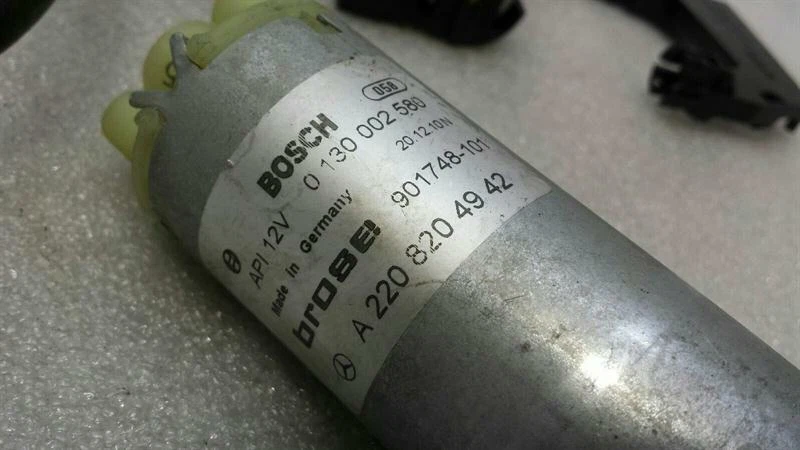 058
BOSCH
API 12V 0 130 002 580
Made in Germany 20.12.10N
brose 901748-101
A 220 820 49 42